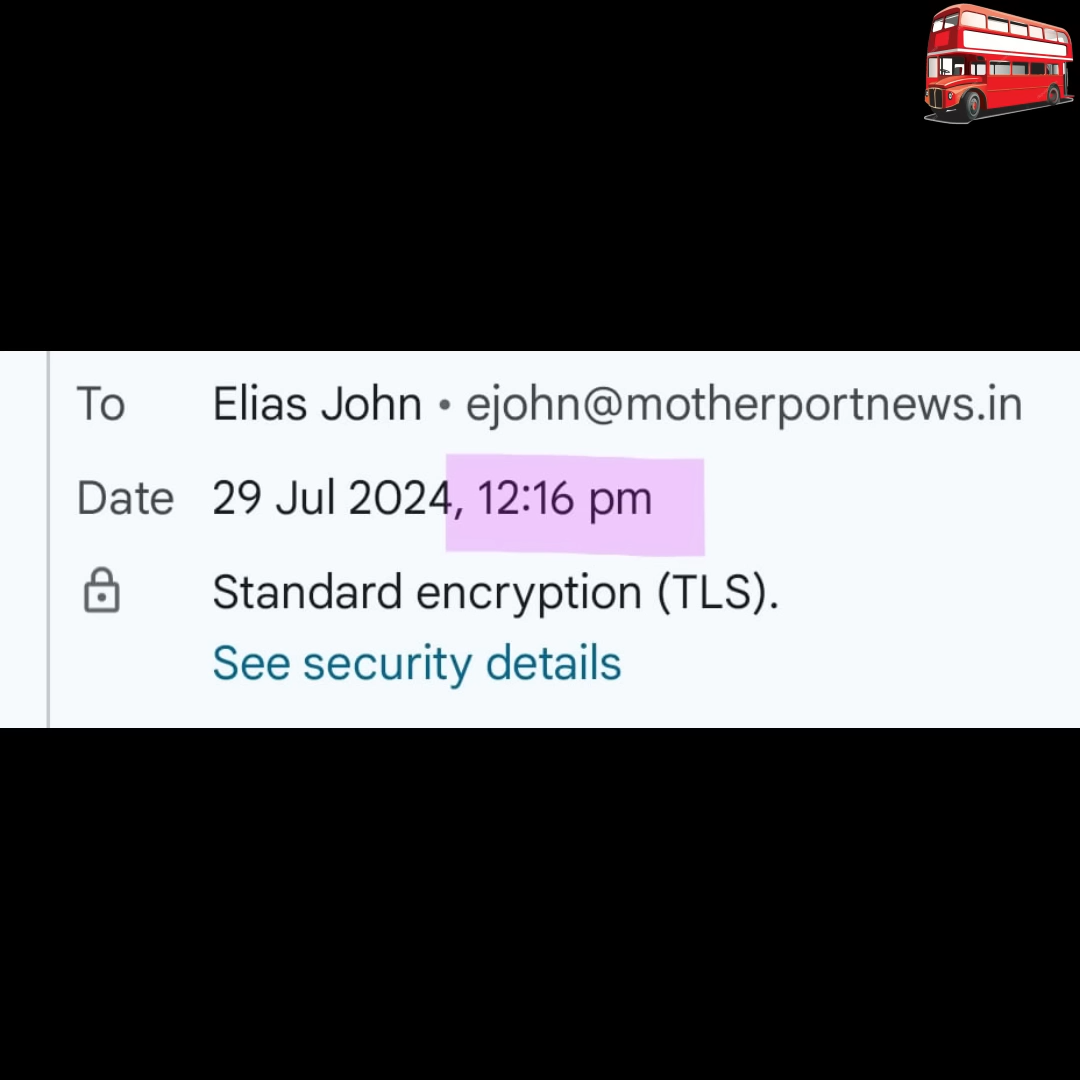 To Elias John • ejohn@motherportnews.in
Date 29 Jul 2024, 12:16 pm
Standard encryption (TLS).
See security details